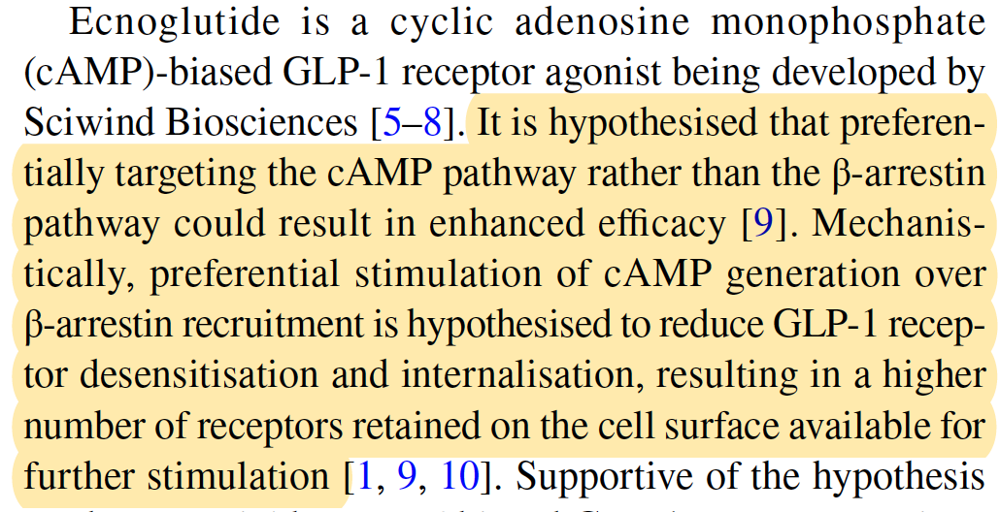 Ecnoglutide is a cyclic adenosine monophosphate
(cAMP)-biased GLP-1 receptor agonist being developed by
Sciwind Biosciences [5–8]. It is hypothesised that preferen-
tially targeting the cAMP pathway rather than the β-arrestin
pathway could result in enhanced efficacy [9]. Mechanis-
tically, preferential stimulation of cAMP generation over
β-arrestin recruitment is hypothesised to reduce GLP-1 recep-
tor desensitisation and internalisation, resulting in a higher
number of receptors retained on the cell surface available for
further stimulation [1, 9, 10]. Supportive of the hypothesis